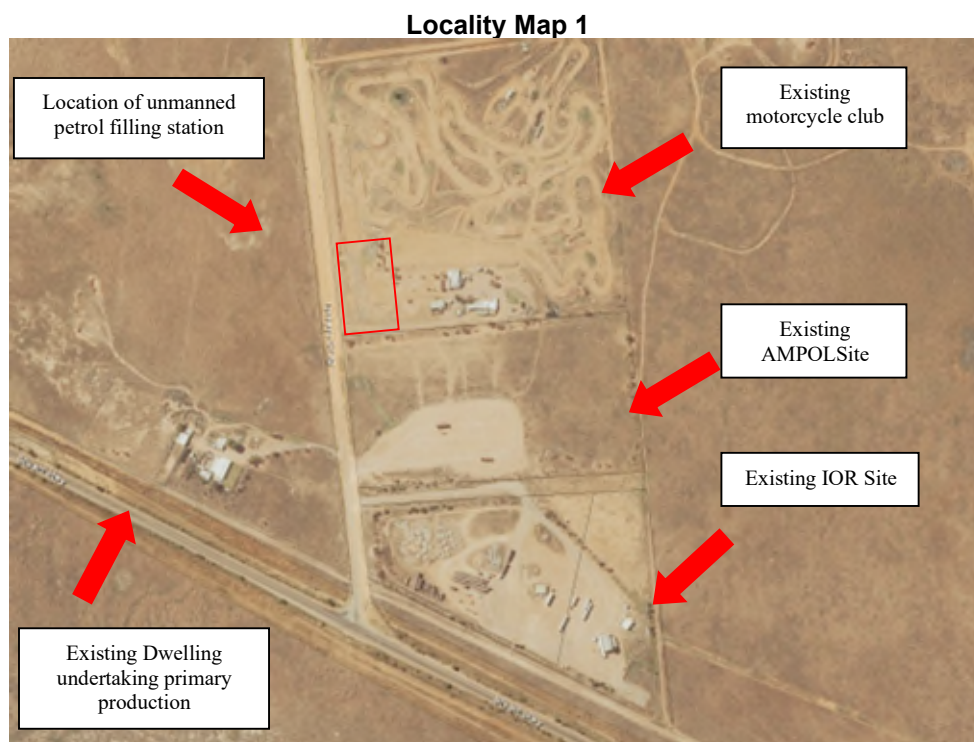 Locality Map 1
Location of unmanned
petrol filling station
Existing
motorcycle club
Existing
AMPOLSite
Existing IOR Site
Existing Dwelling
undertaking primary
production